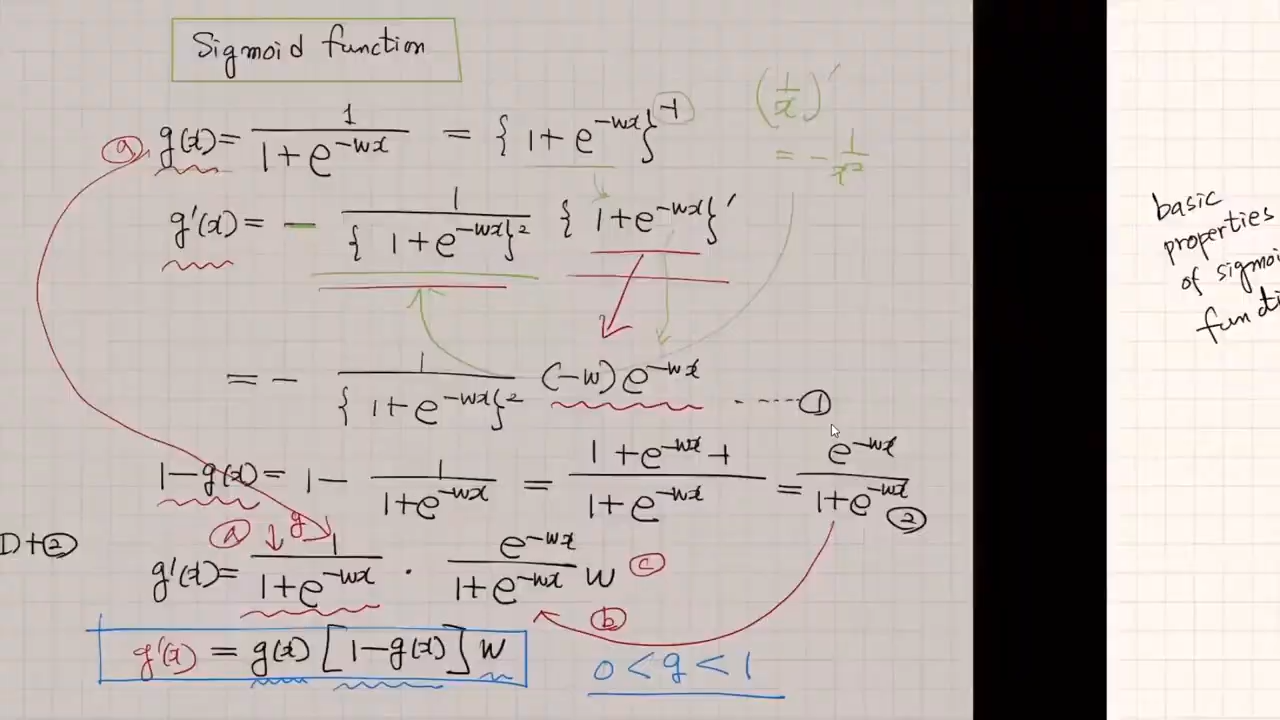 Sigmoid function
ⓐ g(x) = 1/(1+e^{-wx}) = {1+e^{-wx}}^{-1}
(1/x)′
= -1/x²
g′(x) = - 1/{1+e^{-wx}}² {1+e^{-wx}}′
= - 1/{1+e^{-wx}}² (-w)e^{-wx} ----①
1-g(x) = 1 - 1/(1+e^{-wx}) = (1+e^{-wx}+)/(1+e^{-wx}) = e^{-wx}/(1+e^{-wx}) ②
ⓐ g
+②
g′(x) = 1/(1+e^{-wx}) · e^{-wx}/(1+e^{-wx}) w ⓒ
ⓑ
g′(x) = g(x)[1-g(x)]w
0<g<1
basic
properties
of sigmoi
functi